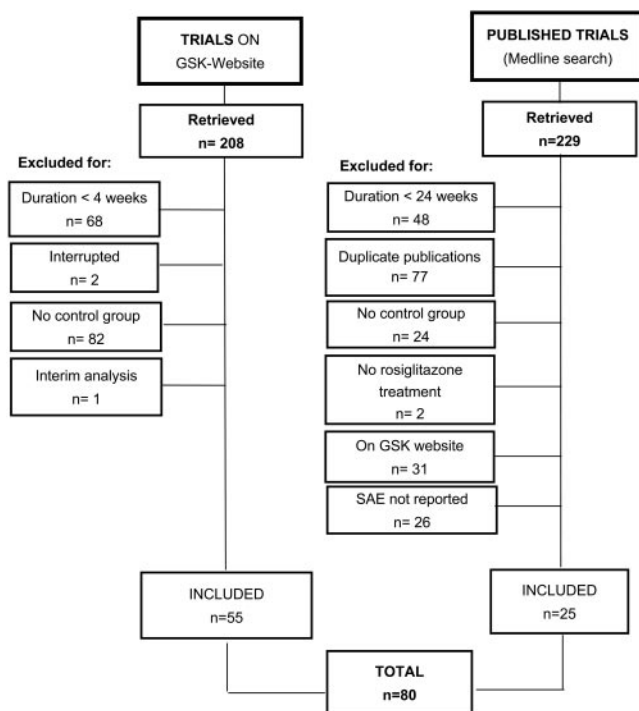 TRIALS ON
GSK-Website
Retrieved
n= 208
Excluded for:
Duration < 4 weeks
n= 68
Interrupted
n= 2
No control group
n= 82
Interim analysis
n= 1
INCLUDED
n=55
PUBLISHED TRIALS
(Medline search)
Retrieved
n=229
Excluded for:
Duration < 24 weeks
n= 48
Duplicate publications
n= 77
No control group
n= 24
No rosiglitazone
treatment
n= 2
On GSK website
n= 31
SAE not reported
n= 26
INCLUDED
n=25
TOTAL
n=80